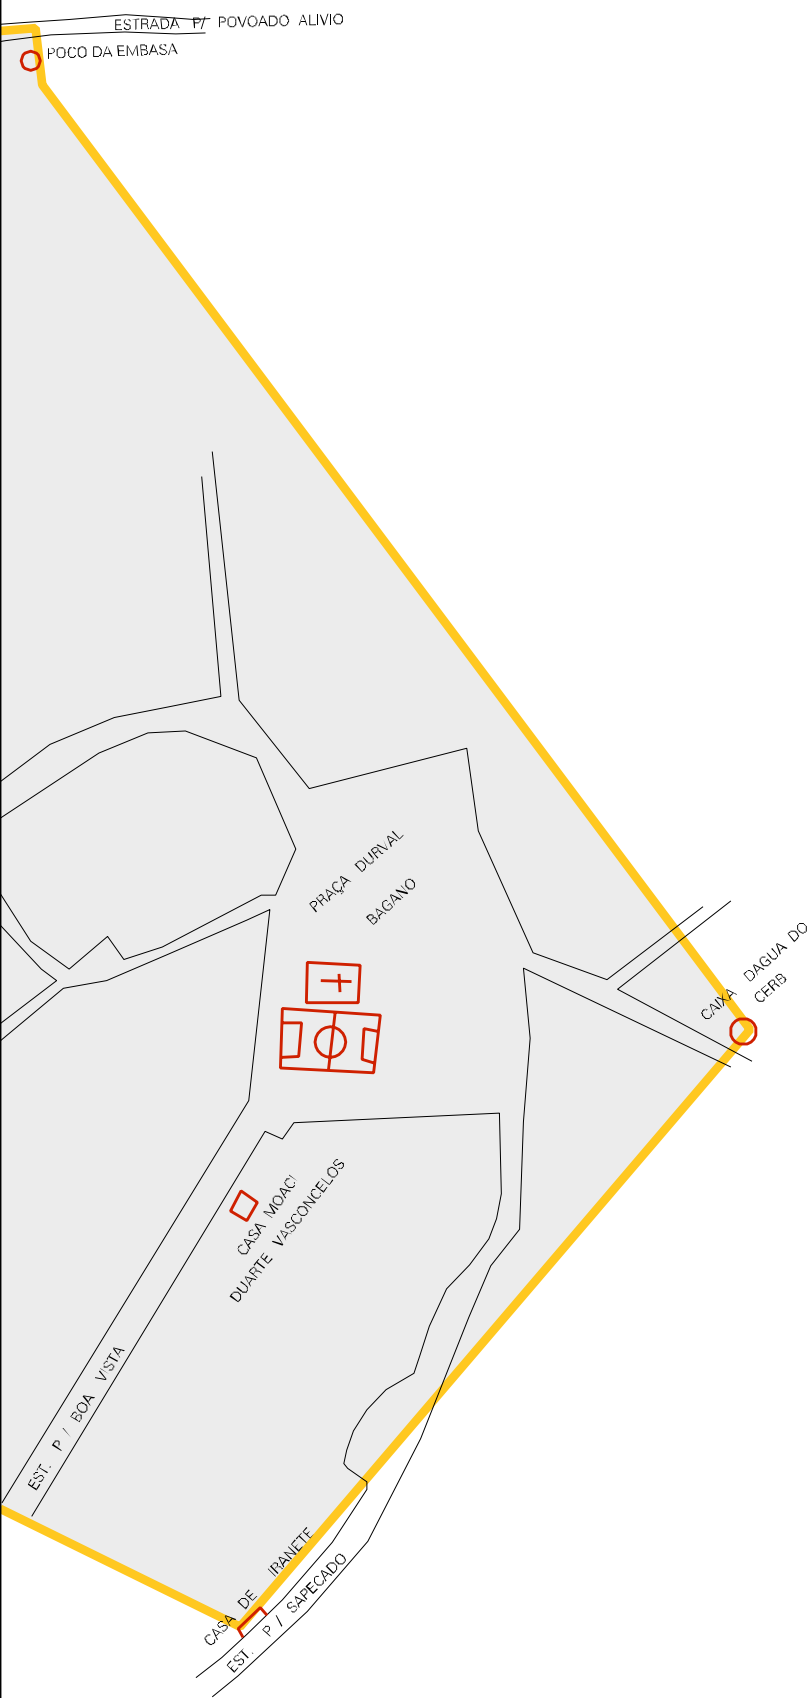 ESTRADA P/ POVOADO ALIVIO
POCO DA EMBASA
PRAÇA DURVAL
BAGANO
CAIXA DAGUA DO
CERB
CASA MOACI
DUARTE VASCONCELOS
EST. P / BOA VISTA
CASA DE IRANETE
EST. P / SAPECADO